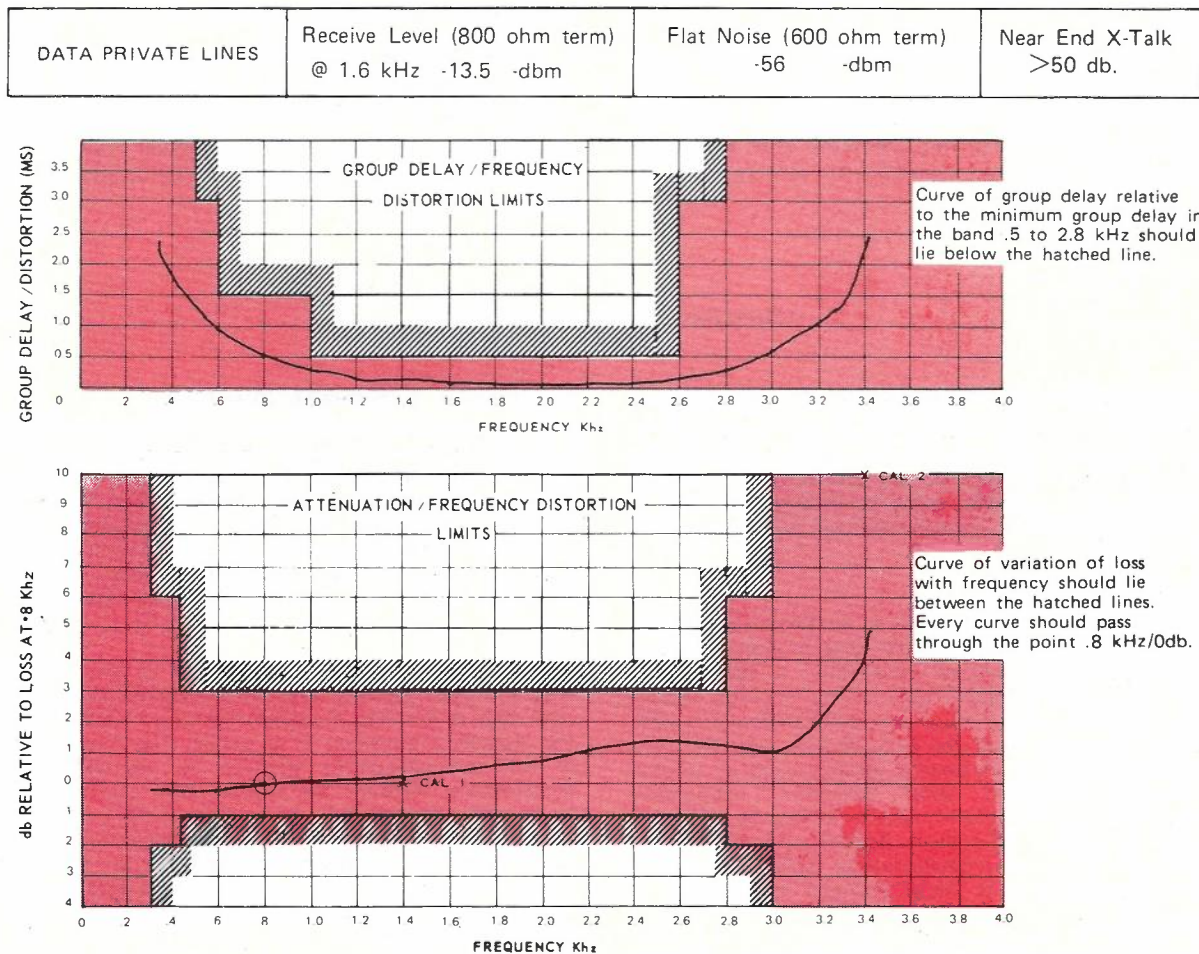 DATA PRIVATE LINES
Receive Level (800 ohm term)
@ 1.6 kHz -13.5 -dbm
Flat Noise (600 ohm term)
-56 -dbm
Near End X-Talk
>50 db.
GROUP DELAY/DISTORTION (MS)
3.5
3.0
2.5
2.0
1.5
1.0
0.5
0
GROUP DELAY/FREQUENCY
DISTORTION LIMITS
Curve of group delay relative
to the minimum group delay in
the band .5 to 2.8 kHz should
lie below the hatched line.
.2 .4 .6 .8 1.0 1.2 1.4 1.6 1.8 2.0 2.2 2.4 2.6 2.8 3.0 3.2 3.4 3.6 3.8 4.0
FREQUENCY Khz
db RELATIVE TO LOSS AT·8 Khz
10
9
8
7
6
5
4
3
2
1
0
1
2
3
4
ATTENUATION/FREQUENCY DISTORTION
LIMITS
X CAL 2
Curve of variation of loss
with frequency should lie
between the hatched lines.
Every curve should pass
through the point .8 kHz/0db.
X CAL 1
0 .2 .4 .6 .8 1.0 1.2 1.4 1.6 1.8 2.0 2.2 2.4 2.6 2.8 3.0 3.2 3.4 3.6 3.8 4.0
FREQUENCY Khz